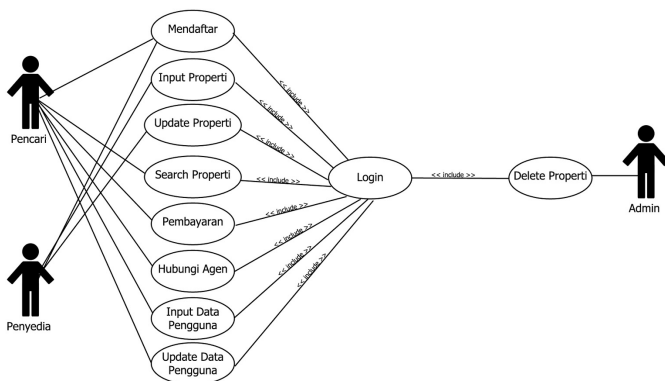 Mendaftar
Input Properti
Update Properti
Search Properti
Pembayaran
Hubungi Agen
Input Data
Pengguna
Update Data
Pengguna
Pencari
Penyedia
<< include >>
<< include >>
<< include >>
<< include >>
<< include >>
<< include >>
<< include >>
<< include >>
Login
<< include >>
Delete Properti
Admin